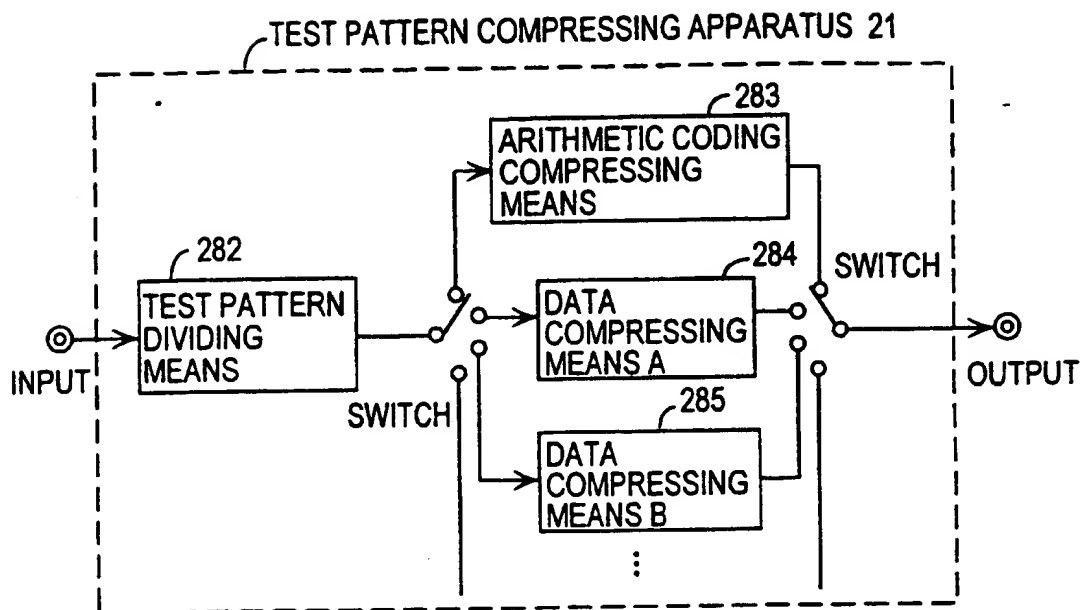 TEST PATTERN COMPRESSING APPARATUS 21
283
ARITHMETIC CODING
COMPRESSING
MEANS
282
TEST PATTERN
DIVIDING
MEANS
284
DATA
COMPRESSING
MEANS A
SWITCH
INPUT
SWITCH
OUTPUT
285
DATA
COMPRESSING
MEANS B